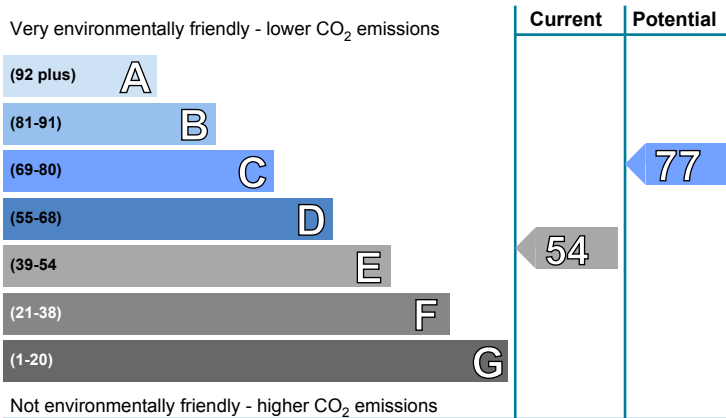 Very environmentally friendly - lower CO2 emissions
Current
Potential
(92 plus) A
(81-91) B
(69-80) C
77
(55-68) D
(39-54 E
54
(21-38) F
(1-20) G
Not environmentally friendly - higher CO2 emissions